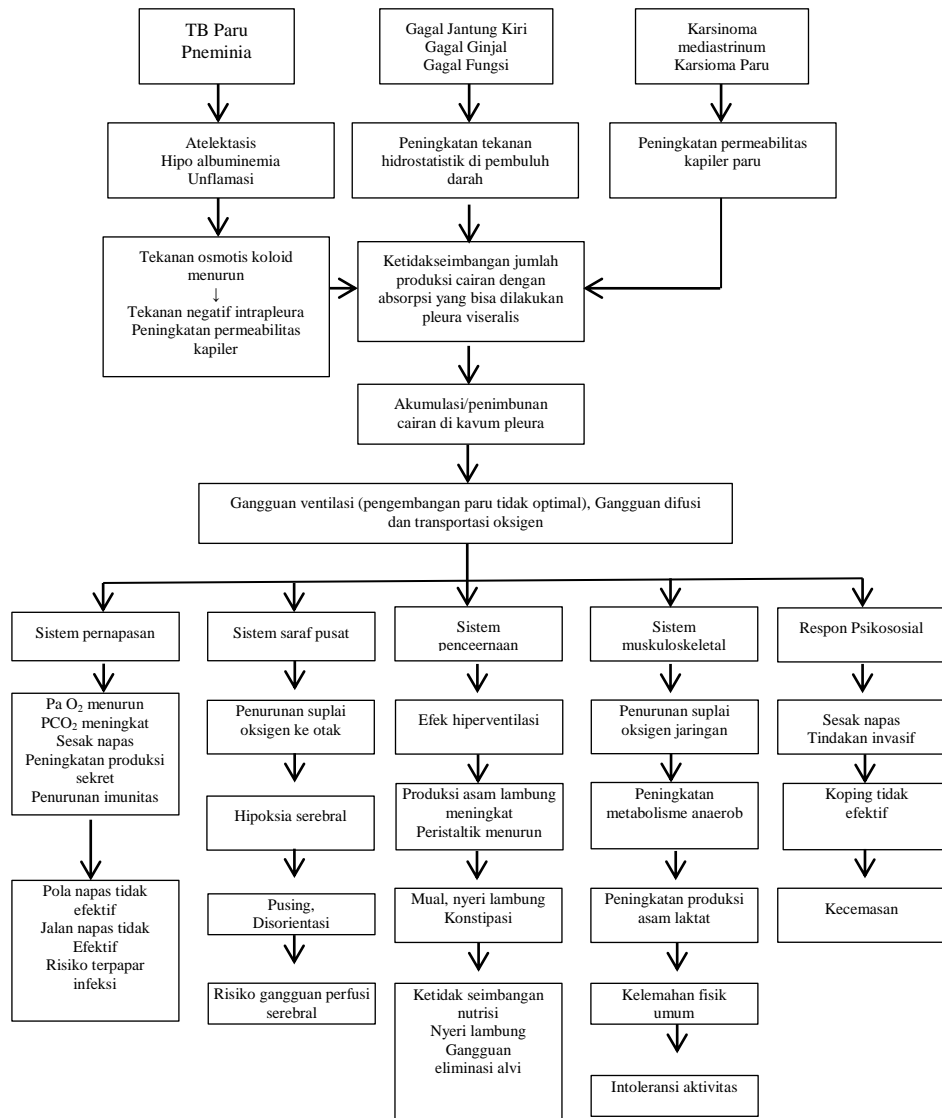 TB Paru
Pneminia
Gagal Jantung Kiri
Gagal Ginjal
Gagal Fungsi
Karsinoma
mediastrinum
Karsioma Paru
Atelektasis
Hipo albuminemia
Unflamasi
Peningkatan tekanan
hidrostatistik di pembuluh
darah
Peningkatan permeabilitas
kapiler paru
Tekanan osmotis koloid
menurun
↓
Tekanan negatif intrapleura
Peningkatan permeabilitas
kapiler
Ketidakseimbangan jumlah
produksi cairan dengan
absorpsi yang bisa dilakukan
pleura viseralis
Akumulasi/penimbunan
cairan di kavum pleura
Gangguan ventilasi (pengembangan paru tidak optimal), Gangguan difusi
dan transportasi oksigen
Sistem pernapasan
Sistem saraf pusat
Sistem
penceernaan
Sistem
muskuloskeletal
Respon Psikososial
Pa O₂ menurun
PCO₂ meningkat
Sesak napas
Peningkatan produksi
sekret
Penurunan imunitas
Penurunan suplai
oksigen ke otak
Efek hiperventilasi
Penurunan suplai
oksigen jaringan
Sesak napas
Tindakan invasif
Hipoksia serebral
Produksi asam lambung
meningkat
Peristaltik menurun
Peningkatan
metabolisme anaerob
Koping tidak
efektif
Pola napas tidak
efektif
Jalan napas tidak
Efektif
Risiko terpapar
infeksi
Pusing,
Disorientasi
Mual, nyeri lambung
Konstipasi
Peningkatan produksi
asam laktat
Kecemasan
Risiko gangguan perfusi
serebral
Ketidak seimbangan
nutrisi
Nyeri lambung
Gangguan
eliminasi alvi
Kelemahan fisik
umum
Intoleransi aktivitas